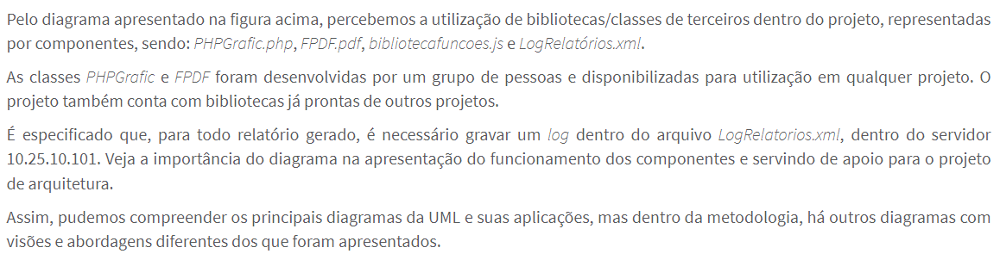 Pelo diagrama apresentado na figura acima, percebemos a utilização de bibliotecas/classes de terceiros dentro do projeto, representadas
por componentes, sendo: PHPGrafic.php, FPDF.pdf, bibliotecafuncoes.js e LogRelatórios.xml.
As classes PHPGrafic e FPDF foram desenvolvidas por um grupo de pessoas e disponibilizadas para utilização em qualquer projeto. O
projeto também conta com bibliotecas já prontas de outros projetos.
É especificado que, para todo relatório gerado, é necessário gravar um log dentro do arquivo LogRelatorios.xml, dentro do servidor
10.25.10.101. Veja a importância do diagrama na apresentação do funcionamento dos componentes e servindo de apoio para o projeto
de arquitetura.
Assim, pudemos compreender os principais diagramas da UML e suas aplicações, mas dentro da metodologia, há outros diagramas com
visões e abordagens diferentes dos que foram apresentados.